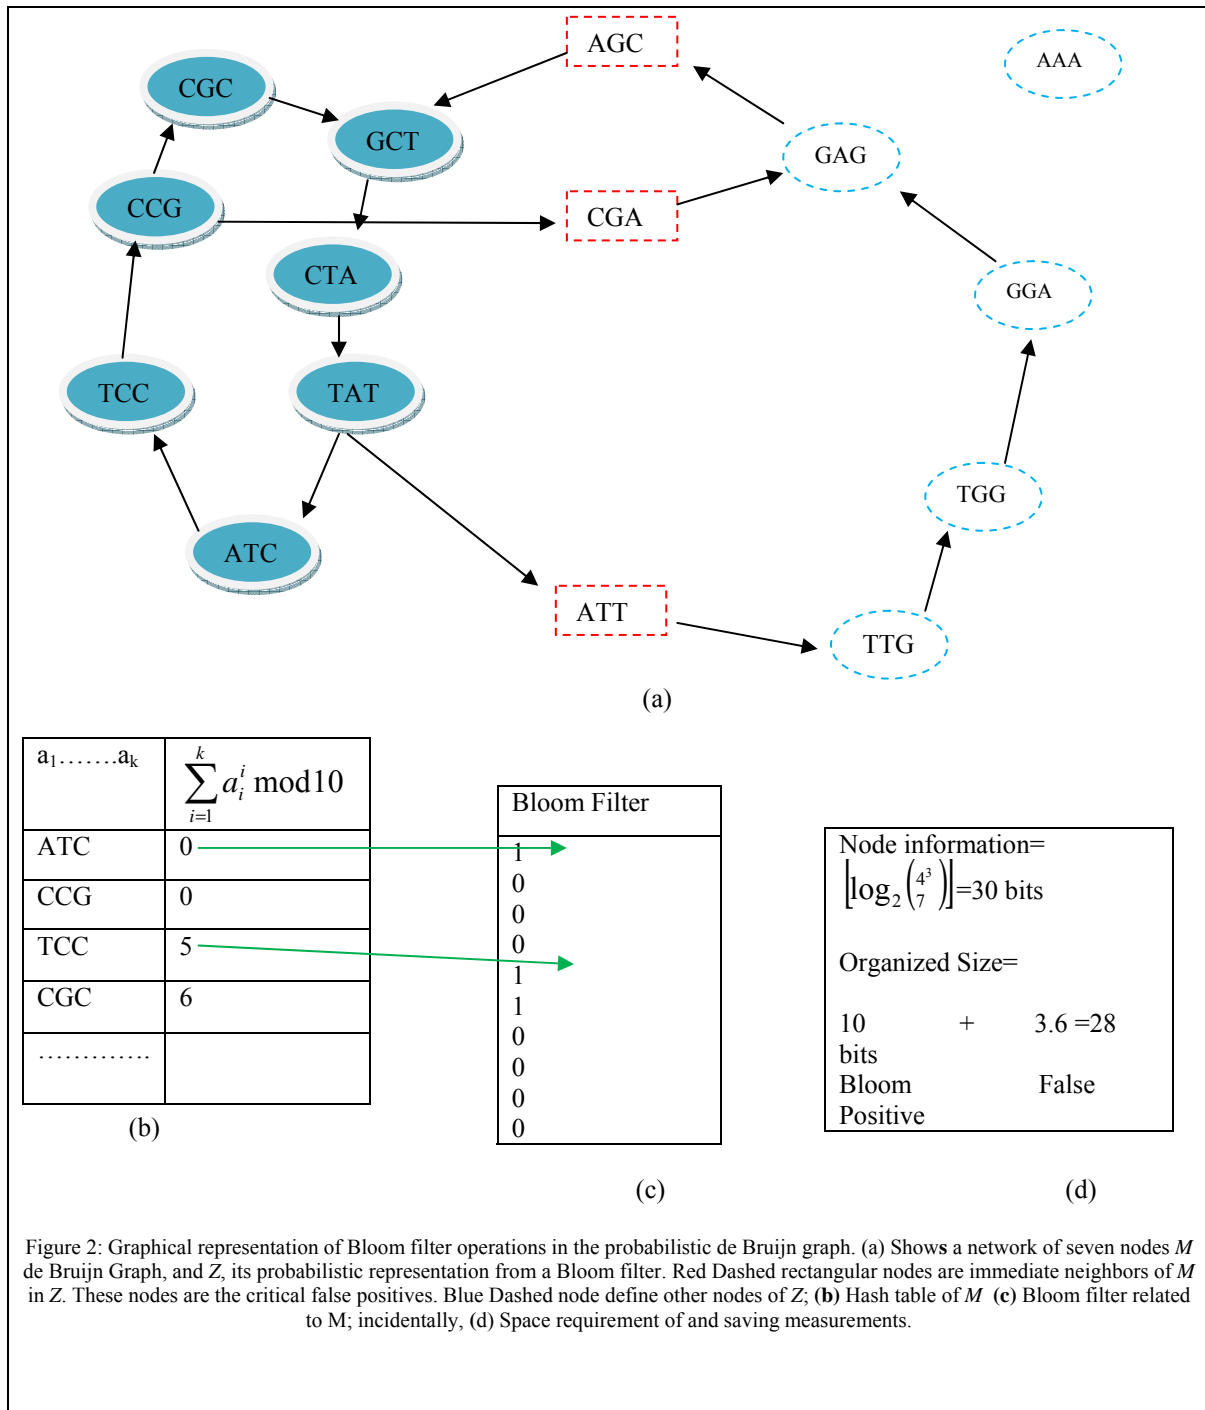 AGC
AAA
CGC
GCT
GAG
CCG
CGA
CTA
GGA
TCC
TAT
TGG
ATC
ATT
TTG
(a)
a1…….ak
\sum_{i=1}^{k} a_i^i mod10
ATC 0
CCG 0
TCC 5
CGC 6
………….
(b)
Bloom Filter
1
0
0
0
1
1
0
0
0
0
(c)
Node information=
⌊log2 (4^3 7)⌋=30 bits
Organized Size=
10 + 3.6 =28
bits
Bloom False
Positive
(d)
Figure 2: Graphical representation of Bloom filter operations in the probabilistic de Bruijn graph. (a) Shows a network of seven nodes M
de Bruijn Graph, and Z, its probabilistic representation from a Bloom filter. Red Dashed rectangular nodes are immediate neighbors of M
in Z. These nodes are the critical false positives. Blue Dashed node define other nodes of Z; (b) Hash table of M (c) Bloom filter related
to M; incidentally, (d) Space requirement of and saving measurements.